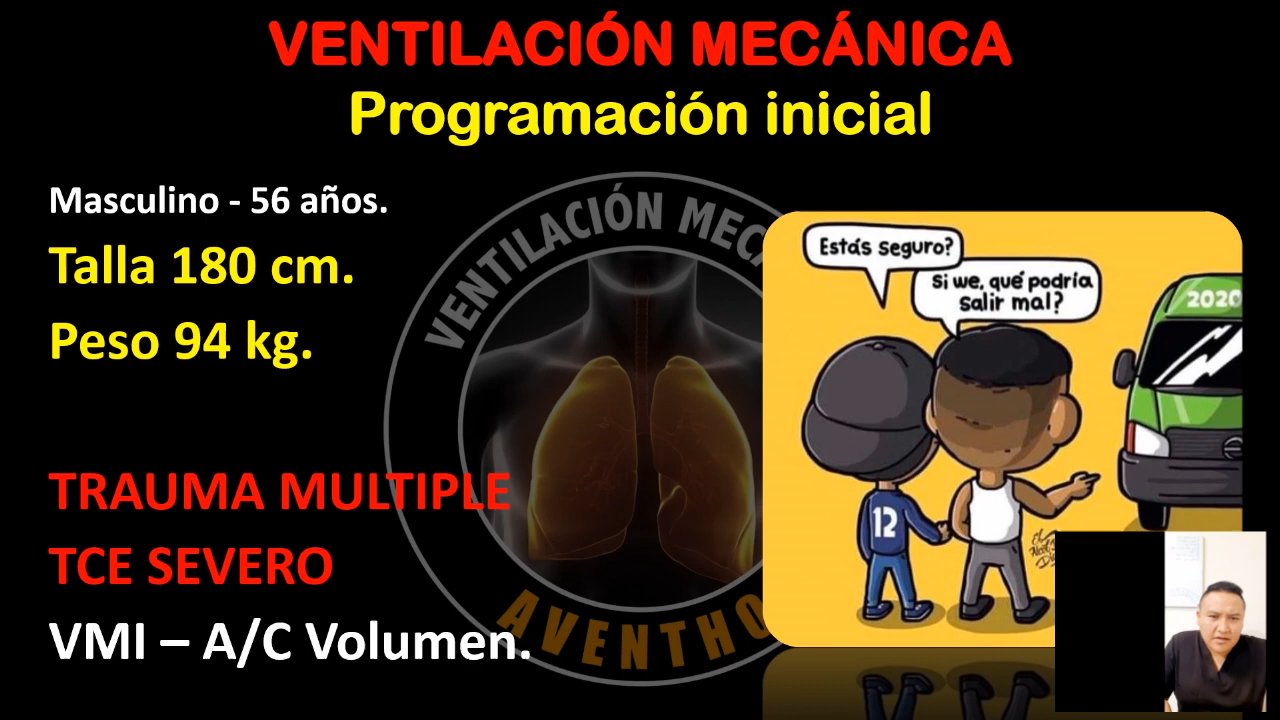 VENTILACIÓN MECÁNICA
Programación inicial
Masculino - 56 años.
Talla 180 cm.
Peso 94 kg.
TRAUMA MULTIPLE
TCE SEVERO
VMI – A/C Volumen.
VENTILACIÓN MEC
AVENTHO
Estás seguro?
Si we, qué podría
salir mal?
2020
12